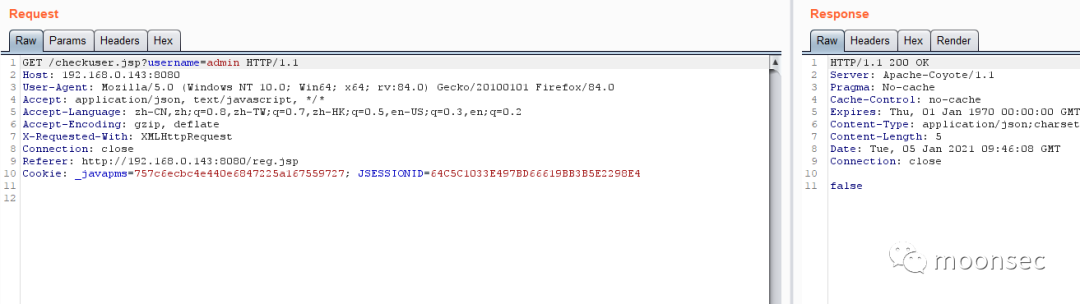 Request
Raw Params Headers Hex
1 GET /checkuser.jsp?username=admin HTTP/1.1
2 Host: 192.168.0.143:8080
3 User-Agent: Mozilla/5.0 (Windows NT 10.0; Win64; x64; rv:84.0) Gecko/20100101 Firefox/84.0
4 Accept: application/json, text/javascript, */*
5 Accept-Language: zh-CN,zh;q=0.8,zh-TW;q=0.7,zh-HK;q=0.5,en-US;q=0.3,en;q=0.2
6 Accept-Encoding: gzip, deflate
7 X-Requested-With: XMLHttpRequest
8 Connection: close
9 Referer: http://192.168.0.143:8080/reg.jsp
10 Cookie: _javapms=757c6ecbc4e440e6847225a167559727; JSESSIONID=64C5C1033E497BD66619BB3B5E2298E4
11
12
Response
Raw Headers Hex Render
1 HTTP/1.1 200 OK
2 Server: Apache-Coyote/1.1
3 Pragma: No-cache
4 Cache-Control: no-cache
5 Expires: Thu, 01 Jan 1970 00:00:00 GMT
6 Content-Type: application/json;charset
7 Content-Length: 5
8 Date: Tue, 05 Jan 2021 09:46:08 GMT
9 Connection: close
10
11 false
moonsec